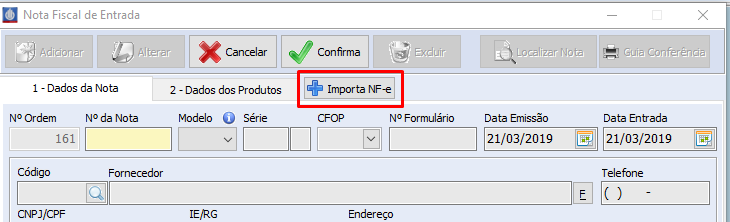 Nota Fiscal de Entrada
Adicionar Alterar Cancelar Confirma Excluir Localizar Nota Guia Conferência
1 - Dados da Nota 2 - Dados dos Produtos Importa NF-e
Nº Ordem Nº da Nota Modelo Série CFOP Nº Formulário Data Emissão Data Entrada
161 21/03/2019 21/03/2019
Código Fornecedor Telefone
F ( ) -
CNPJ/CPF IE/RG Endereço